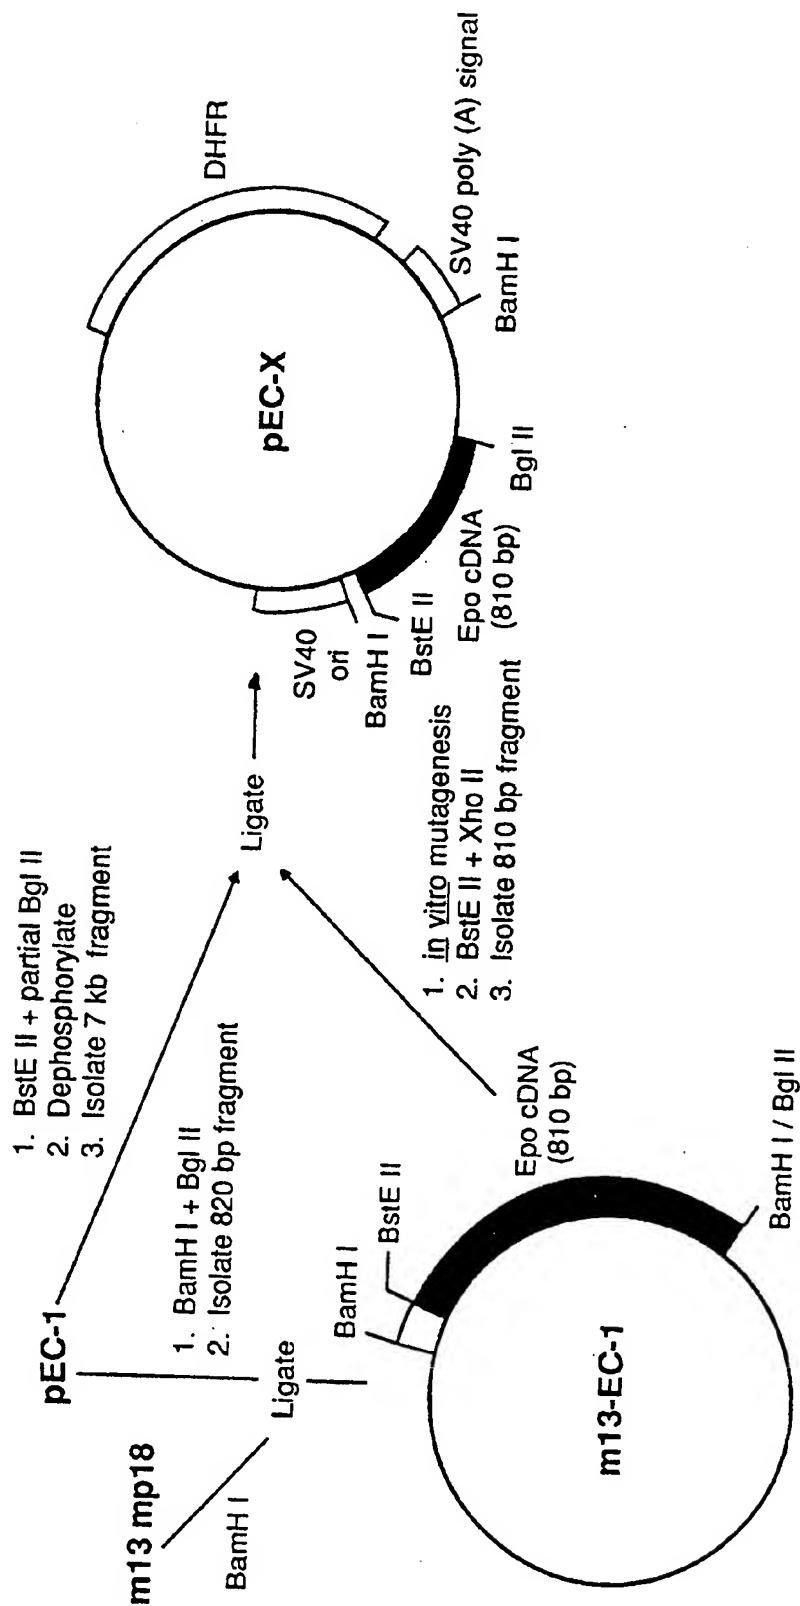 m13 mp18
BamH I
pEC-1
1. BstE II + partial Bgl II
2. Dephosphorylate
3. Isolate 7 kb fragment
1. BamH I + Bgl II
2. Isolate 820 bp fragment
Ligate
BamH I
BstE II
Epo cDNA
(810 bp)
BamH I / Bgl II
m13-EC-1
1. in vitro mutagenesis
2. BstE II + Xho II
3. Isolate 810 bp fragment
Ligate
SV40
ori
BamH I
BstE II
Epo cDNA
(810 bp)
Bgl II
BamH I
SV40 poly (A) signal
DHFR
pEC-X